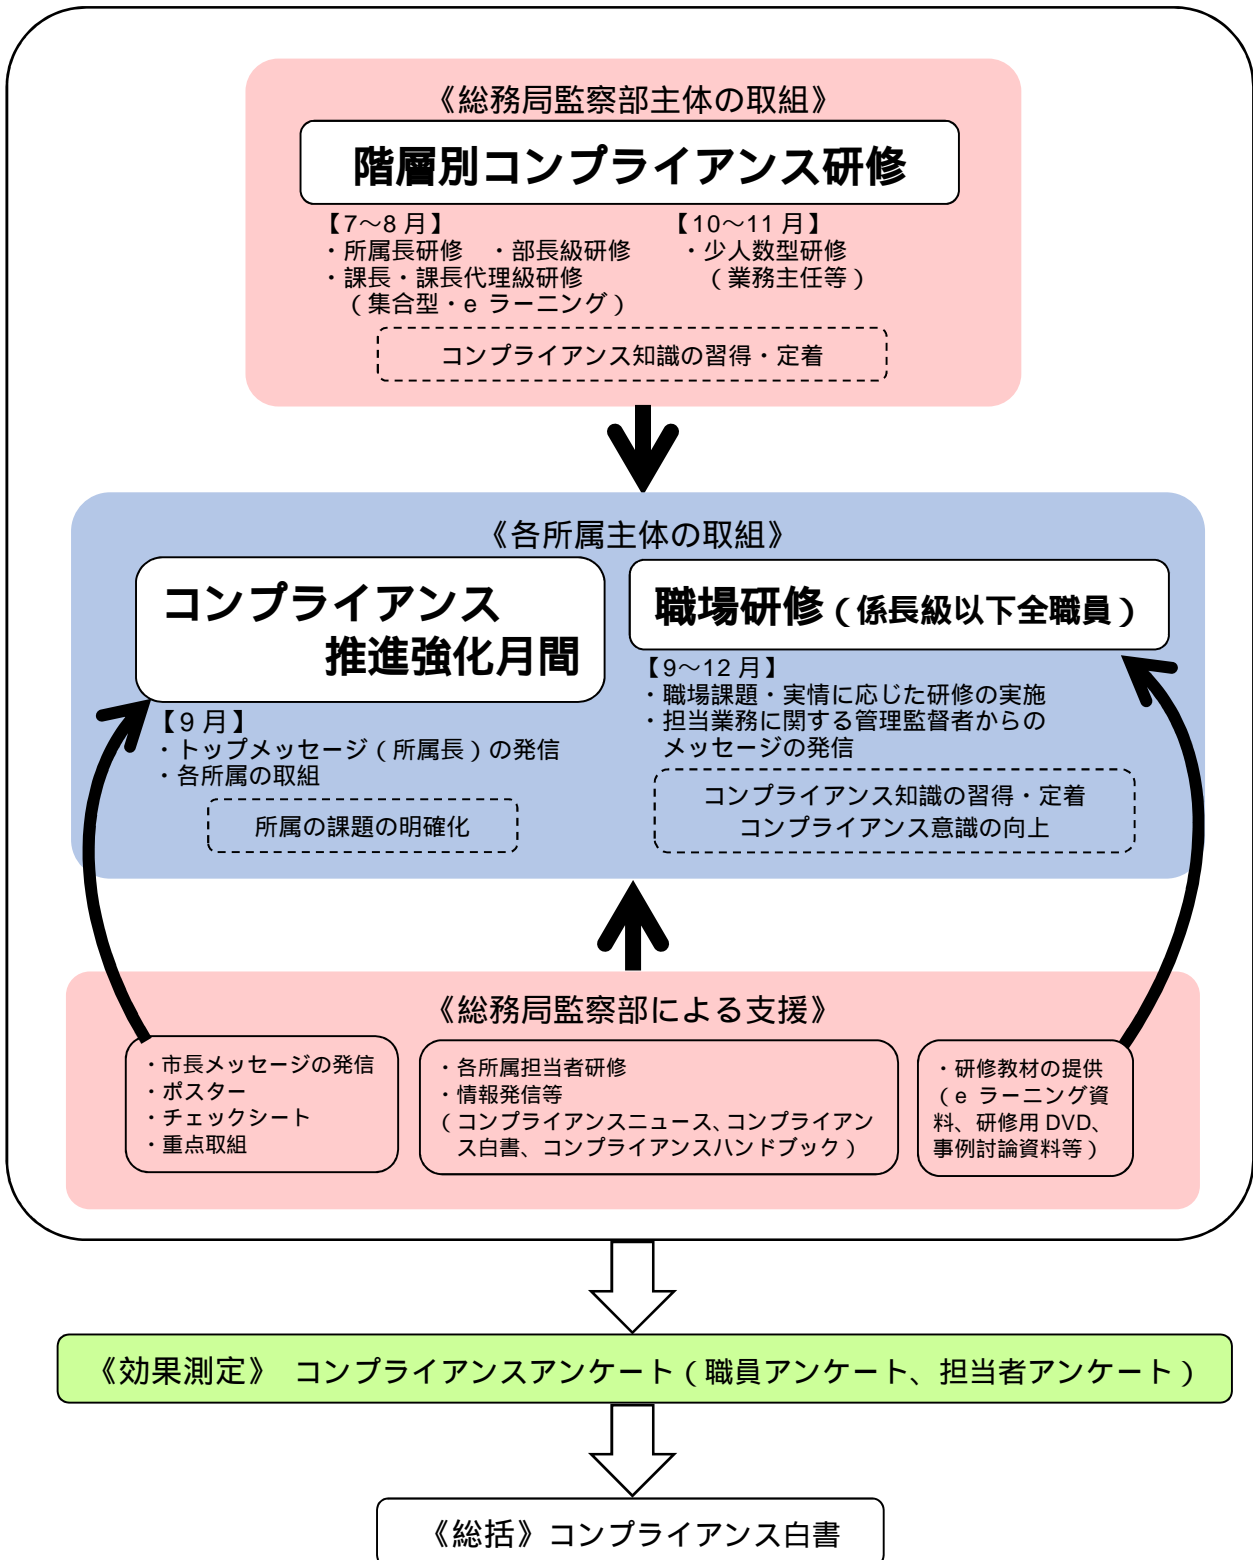 《総務局監察部主体の取組》
階層別コンプライアンス研修
【7～8月】
・所属長研修　・部長級研修
・課長・課長代理級研修
（集合型・e ラーニング）
【10～11月】
・少人数型研修
（業務主任等）
コンプライアンス知識の習得・定着
《各所属主体の取組》
コンプライアンス
推進強化月間
【9月】
・トップメッセージ（所属長）の発信
・各所属の取組
所属の課題の明確化
職場研修（係長級以下全職員）
【9～12月】
・職場課題・実情に応じた研修の実施
・担当業務に関する管理監督者からの
メッセージの発信
コンプライアンス知識の習得・定着
コンプライアンス意識の向上
《総務局監察部による支援》
・市長メッセージの発信
・ポスター
・チェックシート
・重点取組
・各所属担当者研修
・情報発信等
（コンプライアンスニュース、コンプライアン
ス白書、コンプライアンスハンドブック）
・研修教材の提供
（e ラーニング資
料、研修用 DVD、
事例討論資料等）
《効果測定》　コンプライアンスアンケート（職員アンケート、担当者アンケート）
《総括》コンプライアンス白書